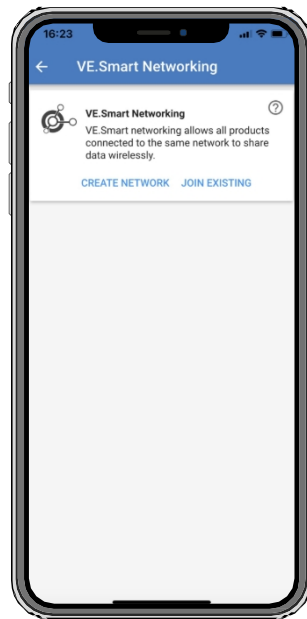 16:23
VE.Smart Networking
VE.Smart Networking
VE.Smart networking allows all products
connected to the same network to share
data wirelessly.
CREATE NETWORK JOIN EXISTING